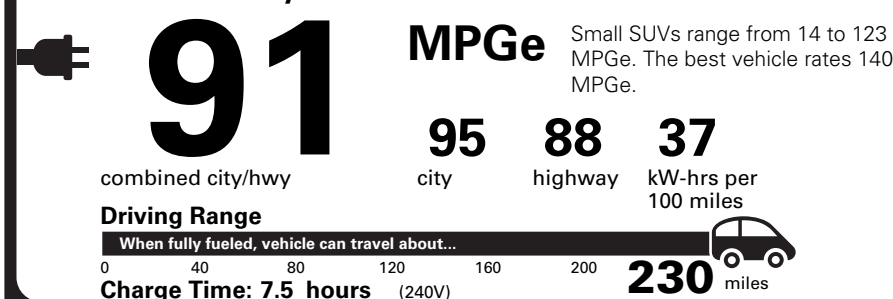 91
MPGe
Small SUVs range from 14 to 123
MPGe. The best vehicle rates 140
MPGe.
95
88
37
combined city/hwy
city
highway
kW-hrs per
100 miles
Driving Range
When fully fueled, vehicle can travel about...
0 40 80 120 160 200 230 miles
Charge Time: 7.5 hours (240V)